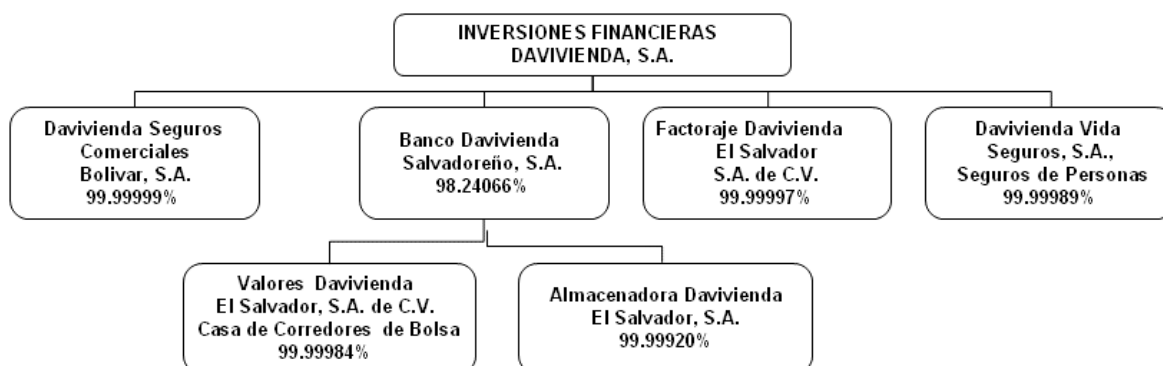 INVERSIONES FINANCIERAS
DAVIVIENDA, S.A.
Davivienda Seguros
Comerciales
Bolivar, S.A.
99.99999%
Banco Davivienda
Salvadoreño, S.A.
98.24066%
Factoraje Davivienda
El Salvador
S.A. de C.V.
99.99997%
Davivienda Vida
Seguros, S.A.,
Seguros de Personas
99.99989%
Valores Davivienda
El Salvador, S.A. de C.V.
Casa de Corredores de Bolsa
99.99984%
Almacenadora Davivienda
El Salvador, S.A.
99.99920%